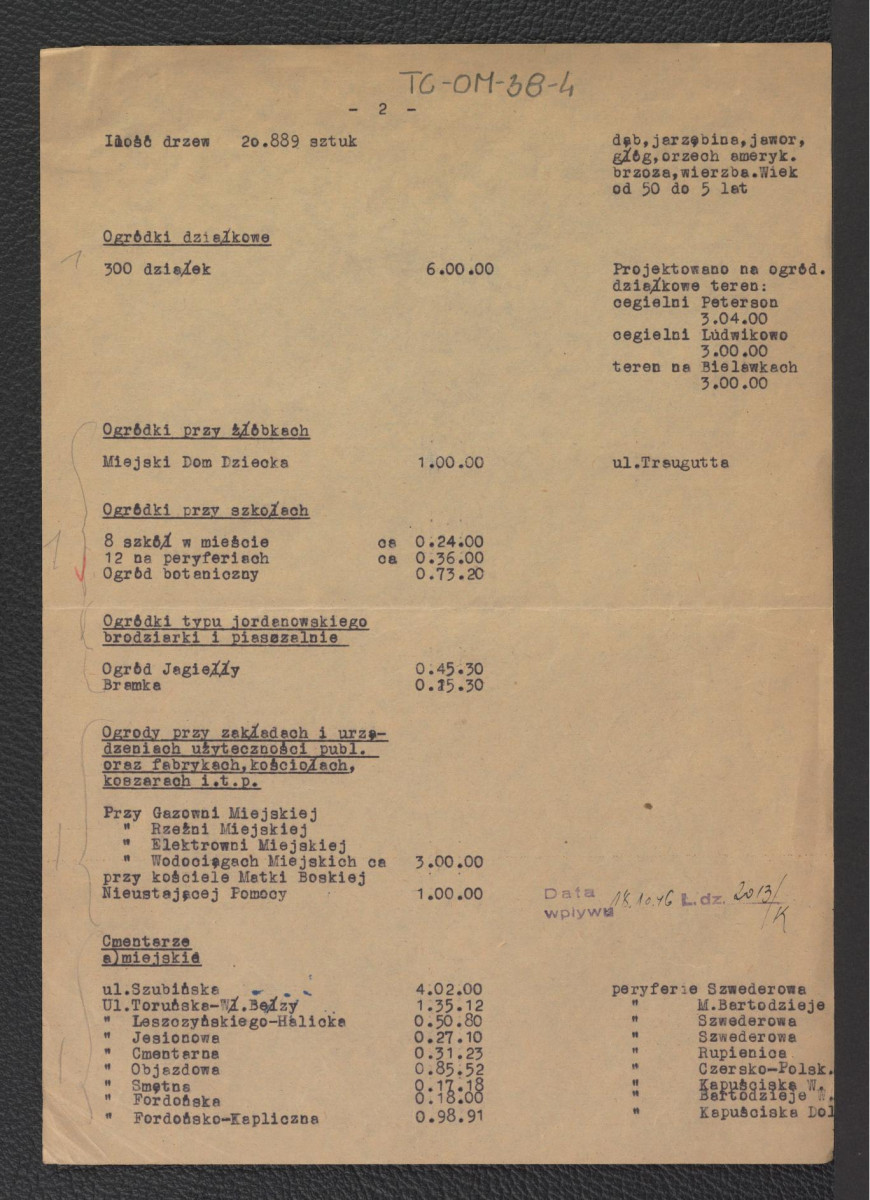 TC-OM-38-4
- 2 -
Ilość drzew 20.889 sztuk dąb,jarzębina,jawor,
głóg,orzech ameryk.
brzoza,wierzba.Wiek
od 50 do 5 lat
Ogródki działkowe
300 działek 6.00.00 Projektowano na ogród.
działkowe teren:
cegielni Peterson
3.04.00
cegielni Ludwikowo
3.00.00
teren na Bielawkach
3.00.00
Ogródki przy żłóbkach
Miejski Dom Dziecka 1.00.00 ul.Traugutta
Ogródki przy szkołach
8 szkół w mieście ca 0.24.00
12 na peryferiach ca 0.36.00
Ogród botaniczny 0.73.20
Ogródki typu jordanowskiego
brodziarki i piaszalnie
Ogród Jagiełły 0.45.30
Bramka 0.15.30
Ogrody przy zakładach i urzą-
dzeniach użyteczności publ.
oraz fabrykach,kościołach,
koszarach i.t.p.
Przy Gazowni Miejskiej
" Rzeźni Miejskiej
" Elektrowni Miejskiej
" Wodociągach Miejskich ca 3.00.00
przy kościele Matki Boskiej
Nieustającej Pomocy 1.00.00
Data wpływu 18.10.46 L.dz. 2013/K
Cmentarze
a)miejskie
ul.Szubińska 4.02.00 peryferie Szwederowa
Ul.Toruńska-Wł.Bełzy 1.35.12 " M.Bartodzieje
" Leszczyńskiego-Halicka 0.50.80 " Szwederowa
" Jesionowa 0.27.10 " Szwederowa
" Cmentarna 0.31.23 " Rupienica
" Objazdowa 0.85.52 " Czersko-Polsk.
" Smętna 0.17.18 " Kapuściska W.
" Fordońska 0.18.00 " Bartodzieje W.
" Fordońsko-Kapliczna 0.98.91 " Kapuściska Dol